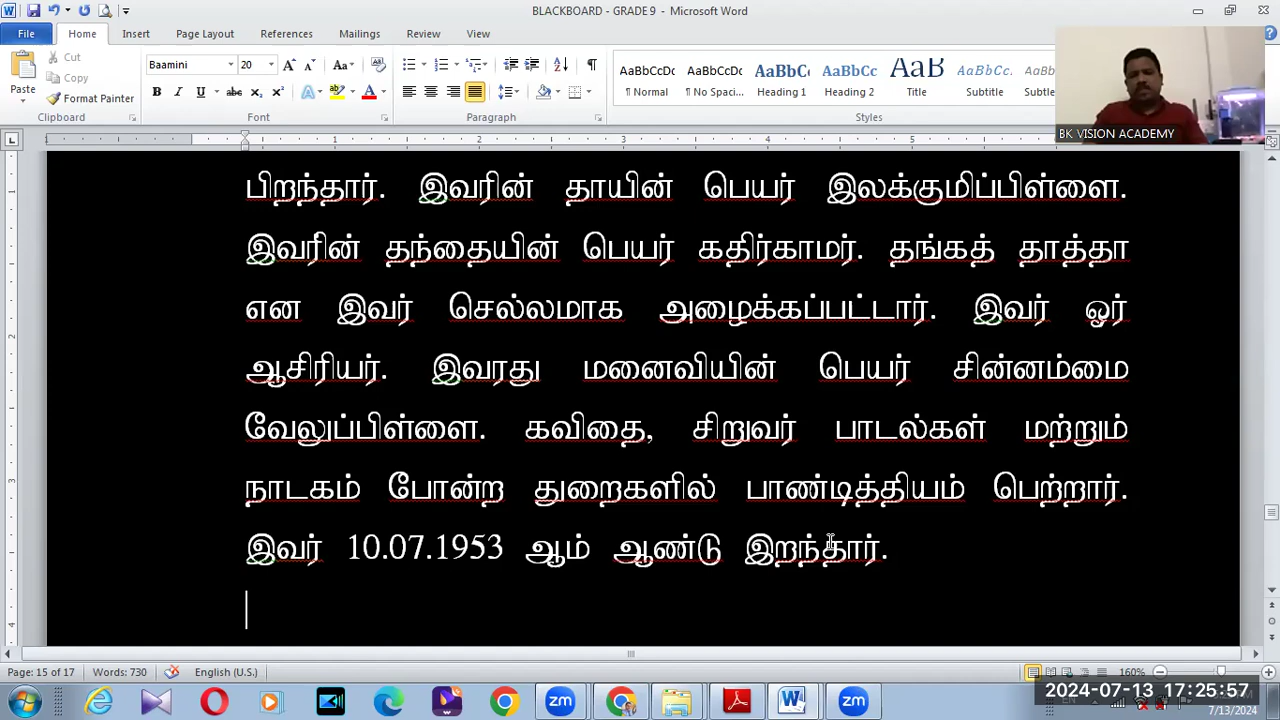 BLACKBOARD - GRADE 9 - Microsoft Word
File Home Insert Page Layout References Mailings Review View
Cut
Copy
Format Painter
Paste
Clipboard
Baamini 20
Font
Paragraph
AaBbCcDc AaBbCcDc AaBbCc AaBbCc AaB AaBbCcL
¶ Normal ¶ No Spaci... Heading 1 Heading 2 Title Subtitle
Styles
BK VISION ACADEMY
பிறந்தார். இவரின் தாயின் பெயர் இலக்குமிப்பிள்ளை.
இவரின் தந்தையின் பெயர் கதிர்காமர். தங்கத் தாத்தா
என இவர் செல்லமாக அழைக்கப்பட்டார். இவர் ஓர்
ஆசிரியர். இவரது மனைவியின் பெயர் சின்னம்மை
வேலுப்பிள்ளை. கவிதை, சிறுவர் பாடல்கள் மற்றும்
நாடகம் போன்ற துறைகளில் பாண்டித்தியம் பெற்றார்.
இவர் 10.07.1953 ஆம் ஆண்டு இறந்தார்.
Page: 15 of 17 Words: 730 English (U.S.) 160%
2024-07-13 17:25:57
7/13/2024